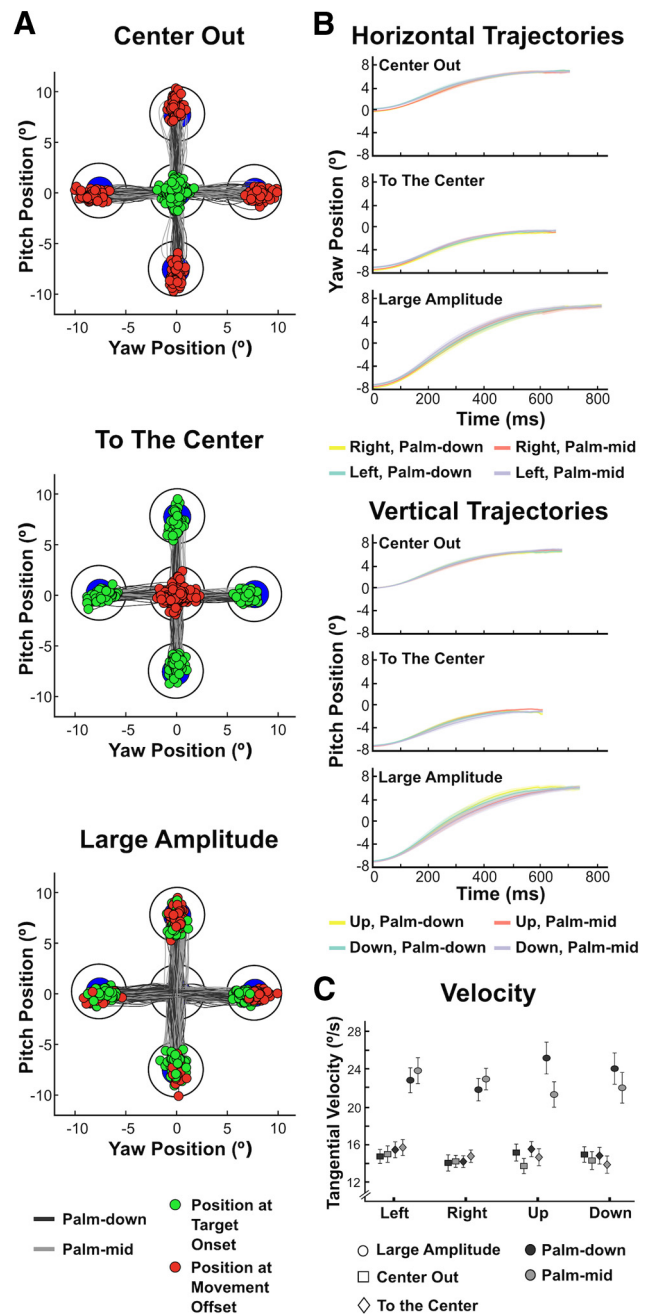 A
Center Out
Pitch Position (º)
10
5
0
-5
-10
-10 -5 0 5 10
Yaw Position (º)
To The Center
Pitch Position (º)
10
5
0
-5
-10
-10 -5 0 5 10
Yaw Position (º)
Large Amplitude
Pitch Position (º)
10
5
0
-5
-10
-10 -5 0 5 10
Yaw Position (º)
Palm-down
Palm-mid
Position at
Target
Onset
Position at
Movement
Offset
B
Horizontal Trajectories
Yaw Position (º)
Center Out
8
4
0
-4
-8
To The Center
8
4
0
-4
-8
Large Amplitude
8
4
0
-4
-8
0 200 400 600 800
Time (ms)
Right, Palm-down
Right, Palm-mid
Left, Palm-down
Left, Palm-mid
Vertical Trajectories
Pitch Position (º)
Center Out
8
4
0
-4
-8
To The Center
8
4
0
-4
-8
Large Amplitude
8
4
0
-4
-8
0 200 400 600 800
Time (ms)
Up, Palm-down
Up, Palm-mid
Down, Palm-down
Down, Palm-mid
C
Velocity
Tangential Velocity (º/s)
28
24
20
16
12
Left Right Up Down
Large Amplitude
Palm-down
Center Out
Palm-mid
To the Center